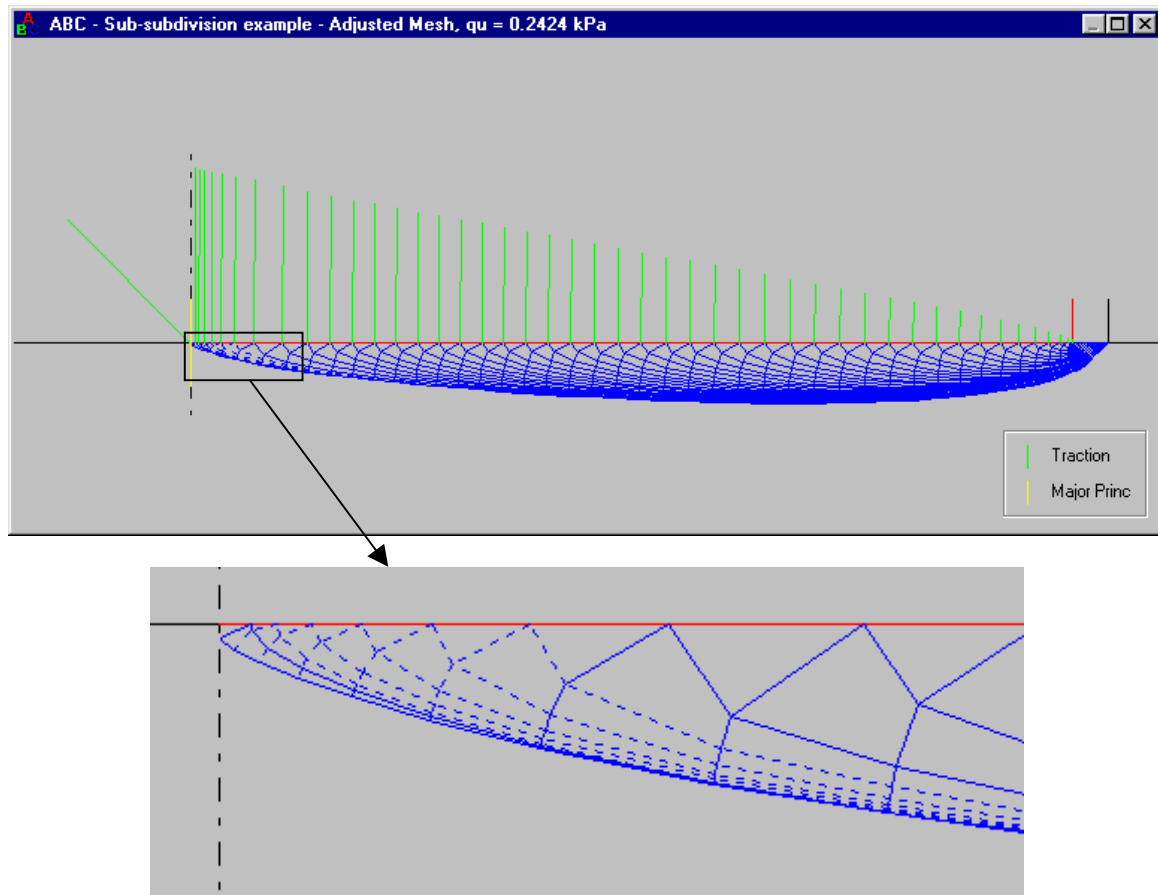 ABC - Sub-subdivision example - Adjusted Mesh, qu = 0.2424 kPa
Traction
Major Princ